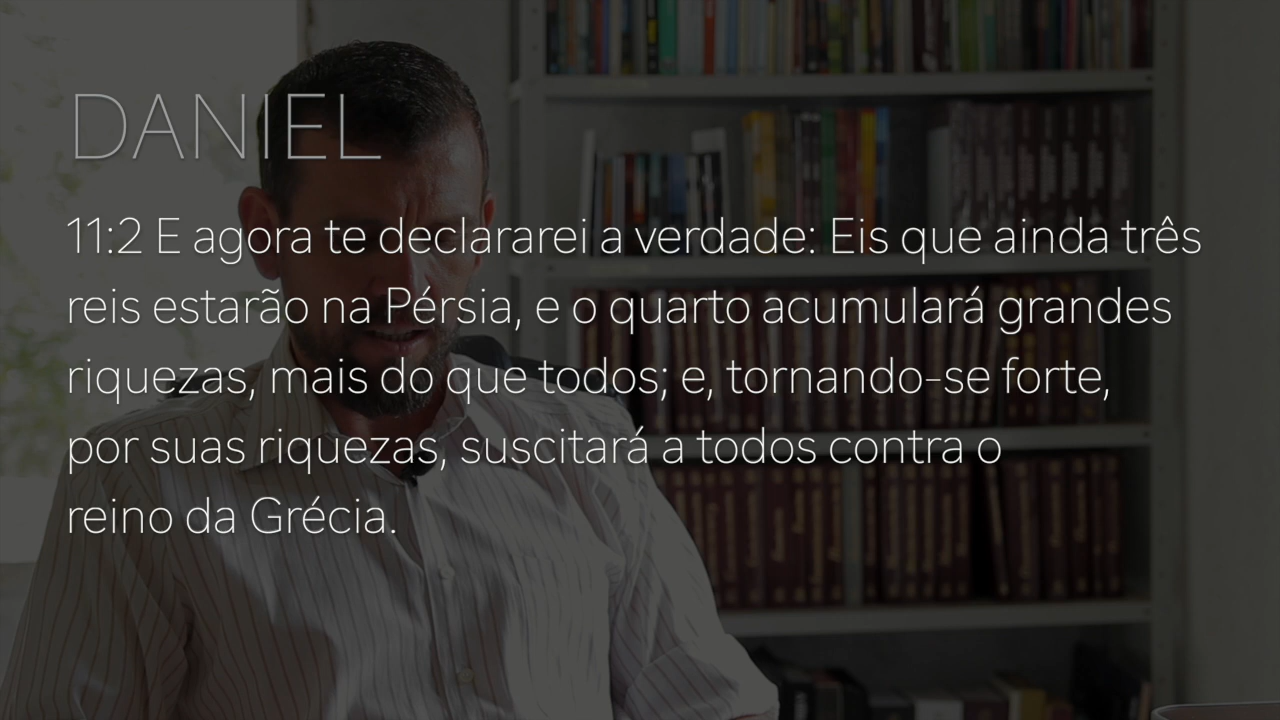 DANIEL
11:2 E agora te declararei a verdade: Eis que ainda três
reis estarão na Pérsia, e o quarto acumulará grandes
riquezas, mais do que todos; e, tornando-se forte,
por suas riquezas, suscitará a todos contra o
reino da Grécia.